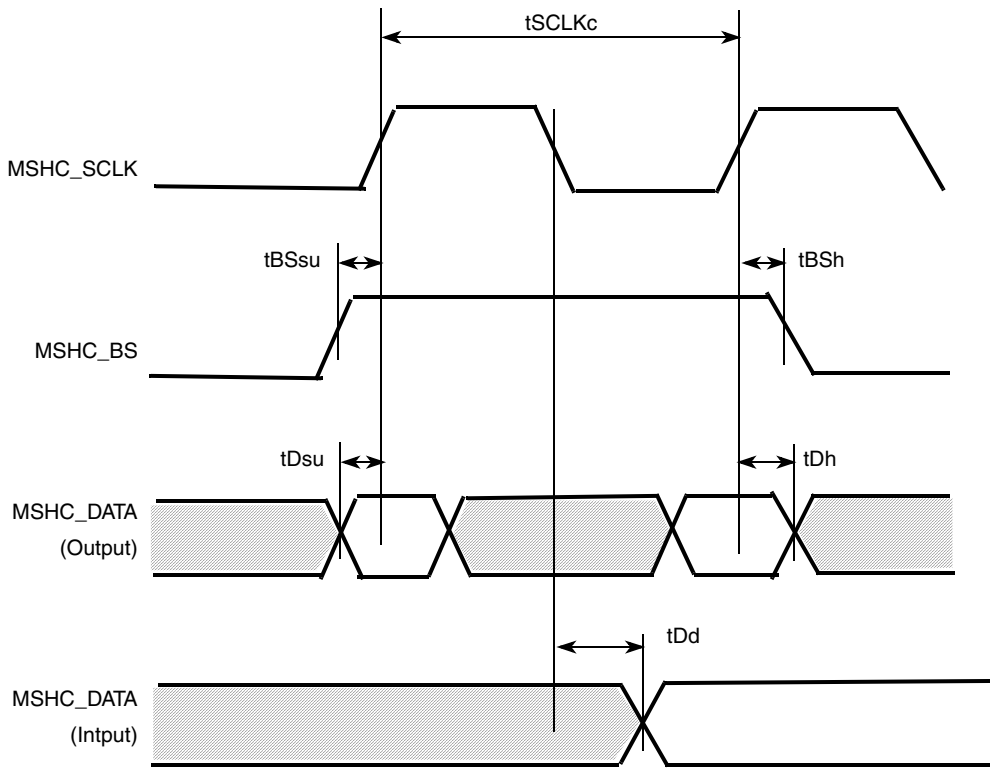 tSCLKc
MSHC_SCLK
tBSsu
tBSh
MSHC_BS
tDsu
tDh
MSHC_DATA
(Output)
tDd
MSHC_DATA
(Intput)